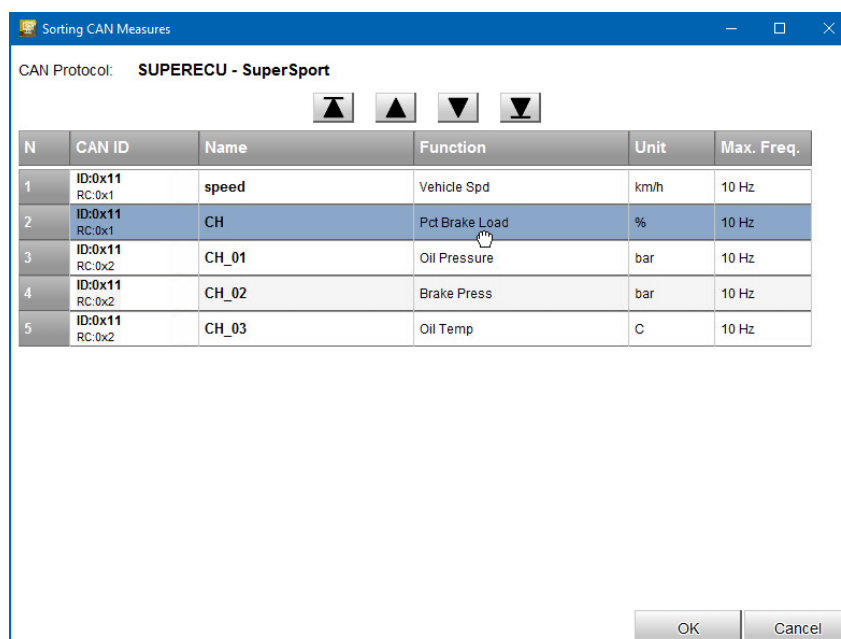 Sorting CAN Measures
CAN Protocol: SUPERECU - SuperSport
N CAN ID Name Function Unit Max. Freq.
1 ID:0x11 RC:0x1 speed Vehicle Spd km/h 10 Hz
2 ID:0x11 RC:0x1 CH Pct Brake Load % 10 Hz
3 ID:0x11 RC:0x2 CH_01 Oil Pressure bar 10 Hz
4 ID:0x11 RC:0x2 CH_02 Brake Press bar 10 Hz
5 ID:0x11 RC:0x2 CH_03 Oil Temp C 10 Hz
OK Cancel